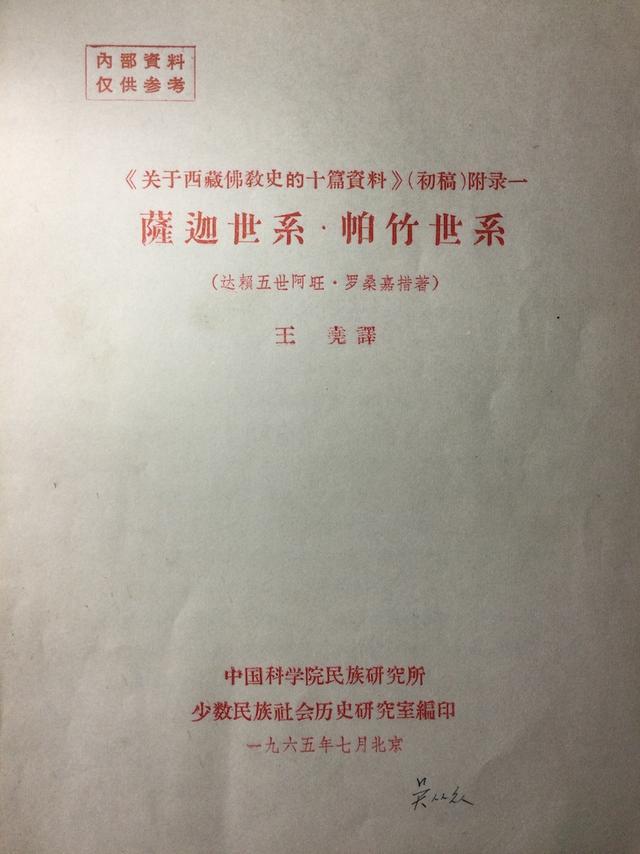 內部資料
仅供参考
《关于西藏佛教史的十篇資料》(初稿)附录一
薩迦世系·帕竹世系
(达賴五世阿旺·罗桑嘉措著)
王堯譯
中国科学院民族研究所
少数民族社会历史研究室編印
一九六五年七月北京